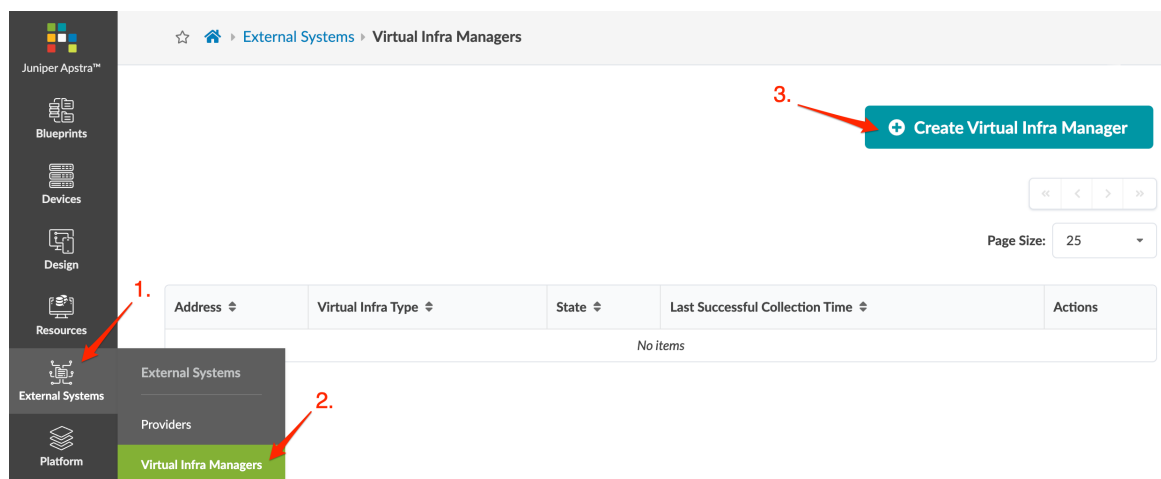 Juniper Apstra™
Blueprints
Devices
Design
Resources
External Systems
Platform
External Systems
Providers
Virtual Infra Managers
External Systems Virtual Infra Managers
1.
2.
3.
Create Virtual Infra Manager
« < > »
Page Size: 25
Address Virtual Infra Type State Last Successful Collection Time Actions
No items